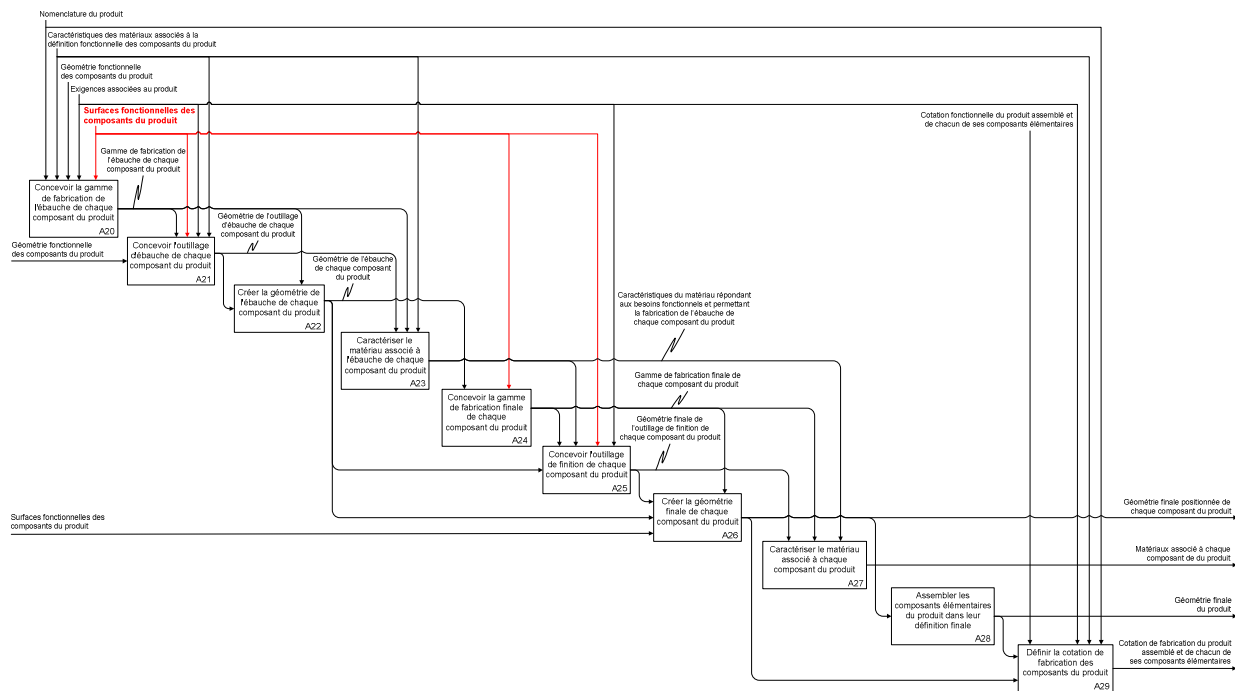 Nomenclature du produit
Caractéristiques des matériaux associés à la
définition fonctionnelle des composants du produit
Géométrie fonctionnelle
des composants du produit
Exigences associées au produit
Surfaces fonctionnelles des
composants du produit
Cotation fonctionnelle du produit assemblé et
de chacun de ses composants élémentaires
Gamme de fabrication de
l'ébauche de chaque
composant du produit
Concevoir la gamme
de fabrication de
l'ébauche de chaque
composant du produit
A20
Géométrie de l'outillage
d'ébauche de chaque
composant du produit
Géométrie fonctionnelle
des composants du produit
Concevoir l'outillage
d'ébauche de chaque
composant du produit
A21
Géométrie de l'ébauche
de chaque composant
du produit
Créer la géométrie de
l'ébauche de chaque
composant du produit
A22
Caractéristiques du matériau répondant
aux besoins fonctionnels et permettant
la fabrication de l'ébauche de
chaque composant du produit
Caractériser le
matériau associé à
l'ébauche de chaque
composant du produit
A23
Gamme de fabrication finale de
chaque composant du produit
Concevoir la gamme
de fabrication finale
de chaque
composant du produit
A24
Géométrie finale de
l'outillage de finition de
chaque composant du produit
Concevoir l'outillage
de finition de chaque
composant du produit
A25
Surfaces fonctionnelles des
composants du produit
Créer la géométrie
finale de chaque
composant du produit
A26
Géométrie finale positionnée de
chaque composant du produit
Caractériser le matériau
associé à chaque
composant du produit
A27
Matériaux associé à chaque
composant de du produit
Assembler les
composants élémentaires
du produit dans leur
définition finale
A28
Géométrie finale
du produit
Définir la cotation de
fabrication des
composants du produit
A29
Cotation de fabrication du produit
assemblé et de chacun de
ses composants élémentaires